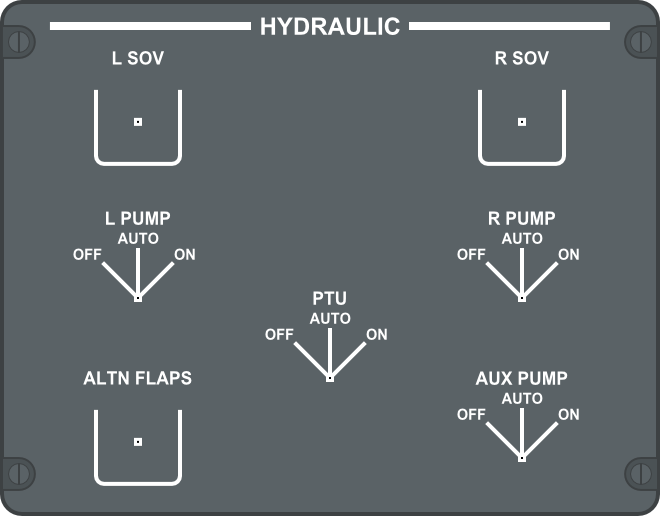 HYDRAULIC
L SOV
R SOV
L PUMP
AUTO
OFF ON
R PUMP
AUTO
OFF ON
PTU
AUTO
OFF ON
ALTN FLAPS
AUX PUMP
AUTO
OFF ON